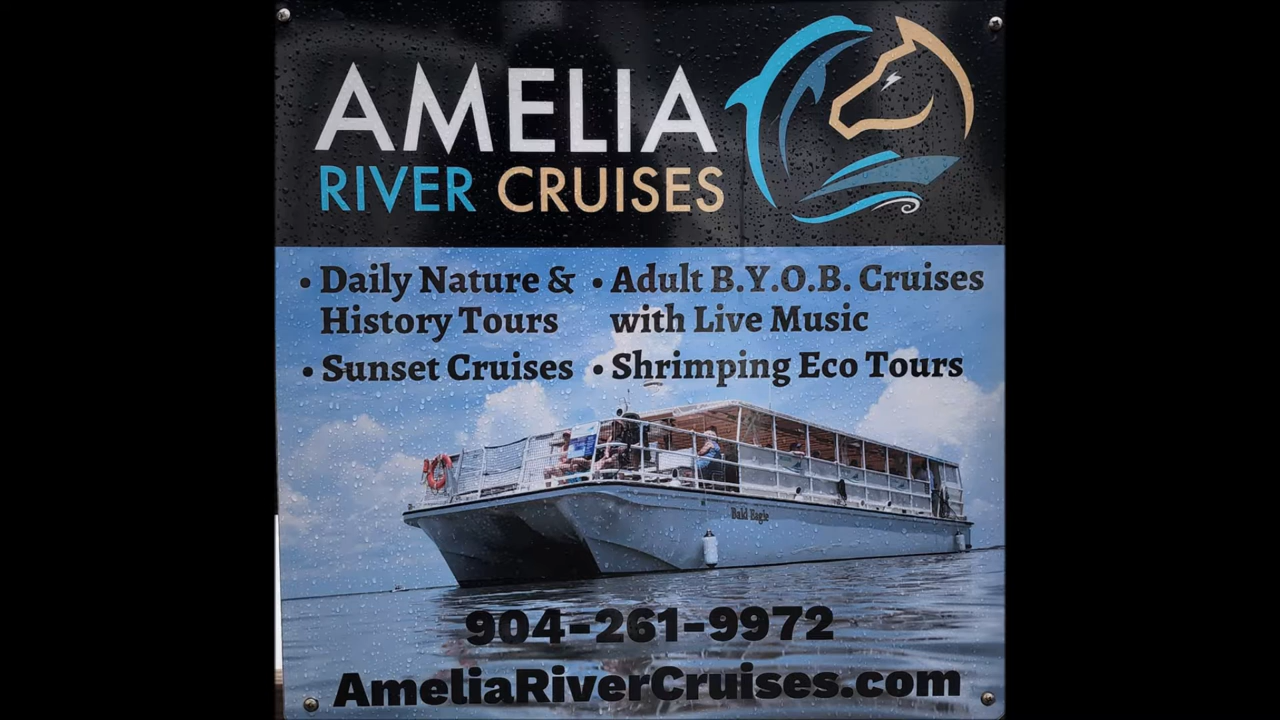 AMELIA
RIVER CRUISES
• Daily Nature &
History Tours
• Sunset Cruises
• Adult B.Y.O.B. Cruises
with Live Music
• Shrimping Eco Tours
Bald Eagle
904-261-9972
AmeliaRiverCruises.com